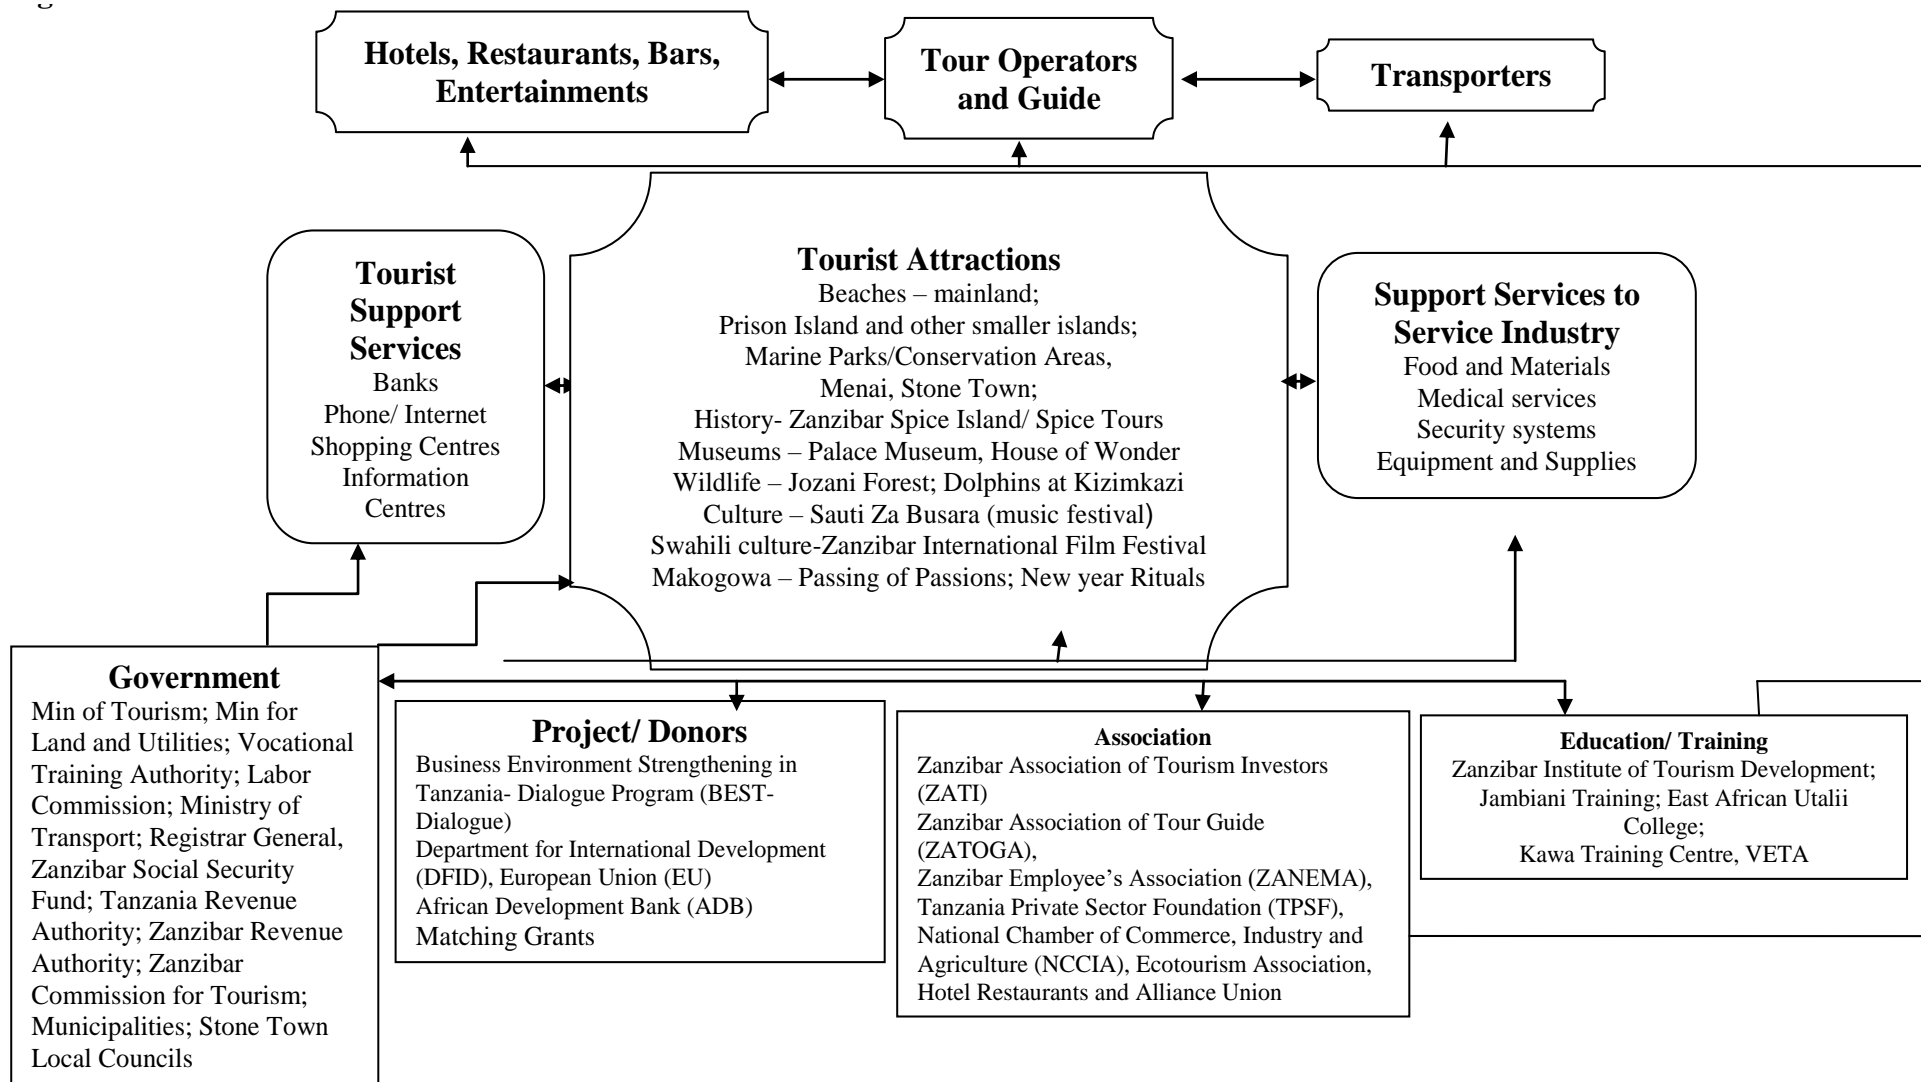 Hotels, Restaurants, Bars,
Entertainments
Tour Operators
and Guide
Transporters
Tourist
Support
Services
Banks
Phone/ Internet
Shopping Centres
Information
Centres
Tourist Attractions
Beaches – mainland;
Prison Island and other smaller islands;
Marine Parks/Conservation Areas,
Menai, Stone Town;
History- Zanzibar Spice Island/ Spice Tours
Museums – Palace Museum, House of Wonder
Wildlife – Jozani Forest; Dolphins at Kizimkazi
Culture – Sauti Za Busara (music festival)
Swahili culture-Zanzibar International Film Festival
Makogowa – Passing of Passions; New year Rituals
Support Services to
Service Industry
Food and Materials
Medical services
Security systems
Equipment and Supplies
Government
Min of Tourism; Min for
Land and Utilities; Vocational
Training Authority; Labor
Commission; Ministry of
Transport; Registrar General,
Zanzibar Social Security
Fund; Tanzania Revenue
Authority; Zanzibar Revenue
Authority; Zanzibar
Commission for Tourism;
Municipalities; Stone Town
Local Councils
Project/ Donors
Business Environment Strengthening in
Tanzania- Dialogue Program (BEST-
Dialogue)
Department for International Development
(DFID), European Union (EU)
African Development Bank (ADB)
Matching Grants
Association
Zanzibar Association of Tourism Investors
(ZATI)
Zanzibar Association of Tour Guide
(ZATOGA),
Zanzibar Employee’s Association (ZANEMA),
Tanzania Private Sector Foundation (TPSF),
National Chamber of Commerce, Industry and
Agriculture (NCCIA), Ecotourism Association,
Hotel Restaurants and Alliance Union
Education/ Training
Zanzibar Institute of Tourism Development;
Jambiani Training; East African Utalii
College;
Kawa Training Centre, VETA